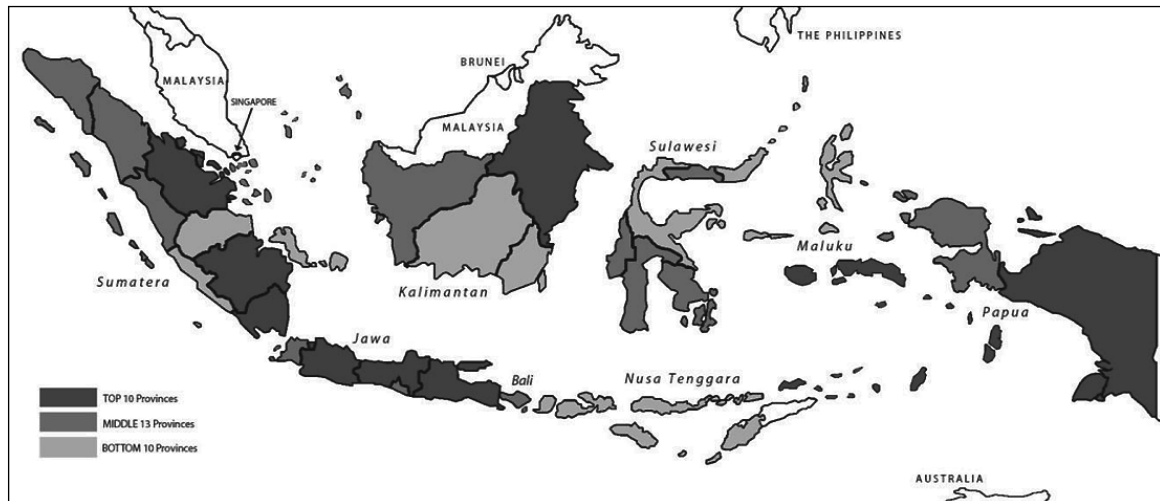 THE PHILIPPINES
BRUNEI
MALAYSIA
SINGAPORE
MALAYSIA
Sulawesi
Maluku
Sumatera
Kalimantan
Papua
Jawa
Bali
Nusa Tenggara
TOP 10 Provinces
MIDDLE 13 Provinces
BOTTOM 10 Provinces
AUSTRALIA